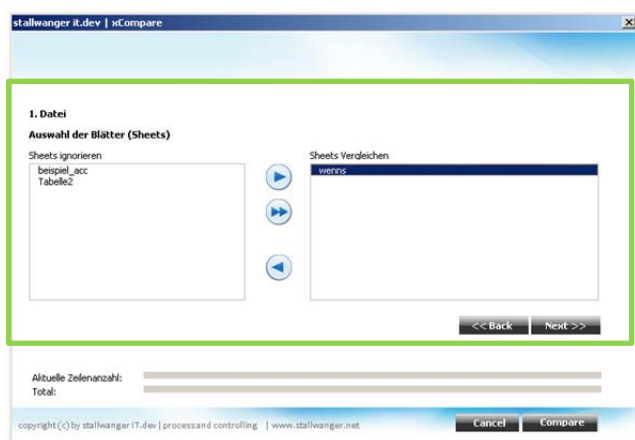 stallwanger it.dev | xCompare
1. Datei
Auswahl der Blätter (Sheets)
Sheets ignorieren
beispiel_acc
Tabelle2
Sheets Vergleichen
wenns
<< Back
Next >>
Aktuelle Zeilenanzahl:
Total:
copyright (c) by stallwanger IT.dev | process and controlling | www.stallwanger.net
Cancel
Compare